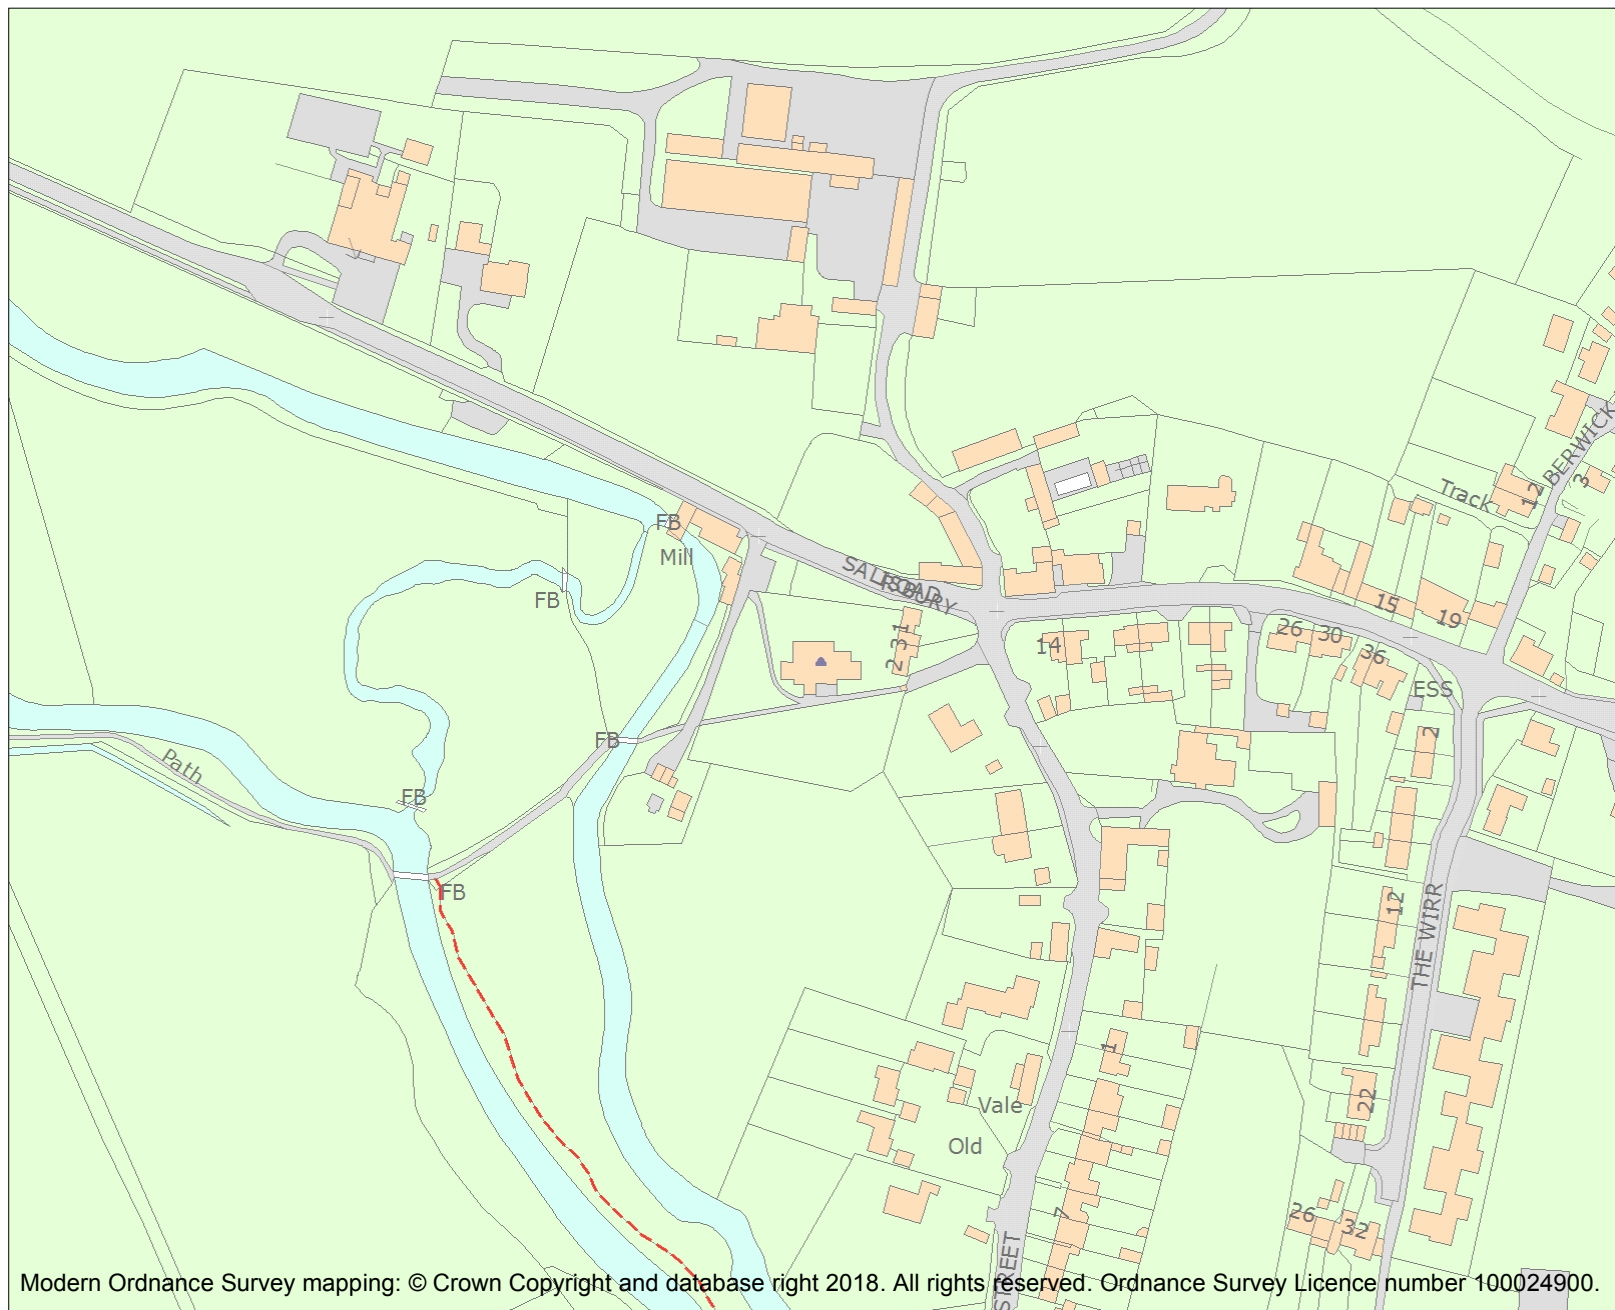 BERWICK
12
3
Track
FB
Mill
SALISBURY
ROAD
FB
15
19
1
3
2
14
26
30
36
ESS
2
FB
Path
FB
FB
12
THE WIRR
1
Vale
22
Old
7
26
32
STREET
Modern Ordnance Survey mapping: © Crown Copyright and database right 2018. All rights reserved. Ordnance Survey Licence number 100024900.